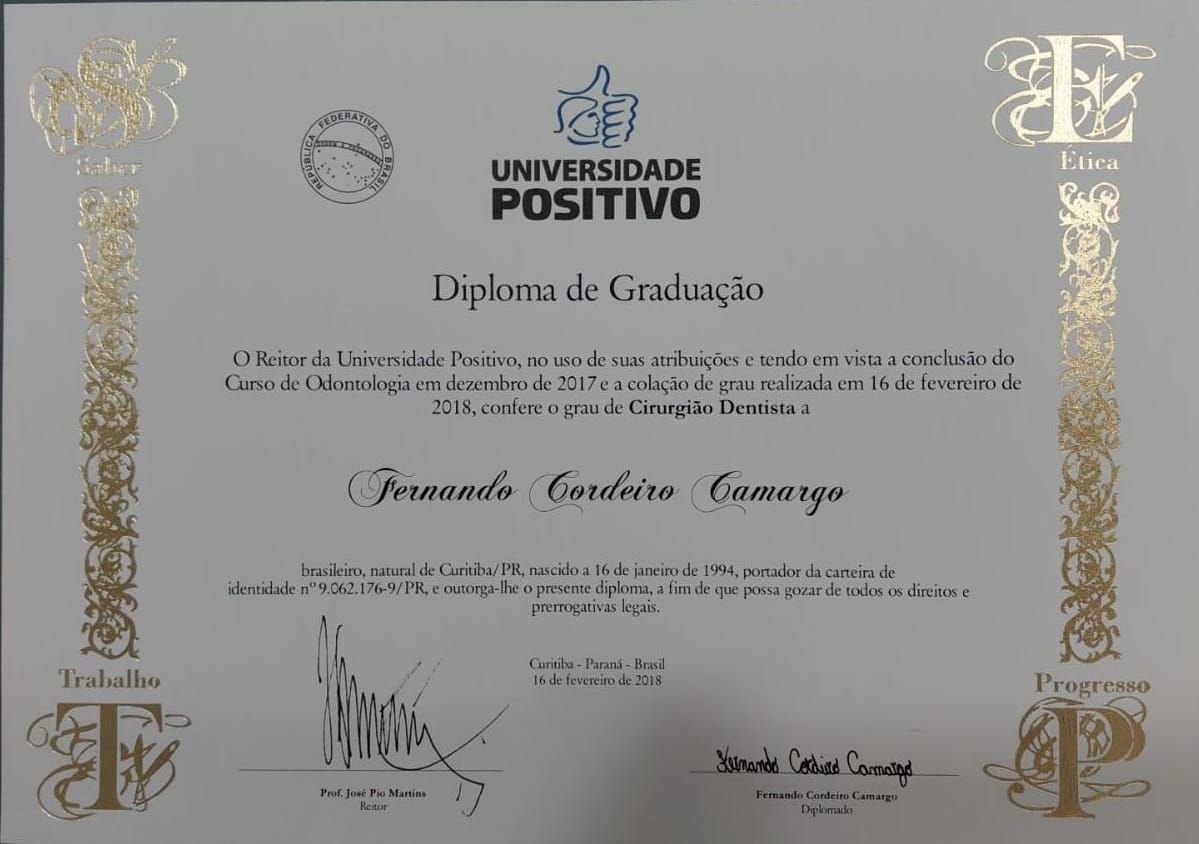 Saber
Ética
REPÚBLICA FEDERATIVA DO BRASIL
UNIVERSIDADE
POSITIVO
Diploma de Graduação
O Reitor da Universidade Positivo, no uso de suas atribuições e tendo em vista a conclusão do
Curso de Odontologia em dezembro de 2017 e a colação de grau realizada em 16 de fevereiro de
2018, confere o grau de Cirurgião Dentista a
Fernando Cordeiro Camargo
brasileiro, natural de Curitiba/PR, nascido a 16 de janeiro de 1994, portador da carteira de
identidade nº 9.062.176-9/PR, e outorga-lhe o presente diploma, a fim de que possa gozar de todos os direitos e
prerrogativas legais.
Curitiba - Paraná - Brasil
16 de fevereiro de 2018
Trabalho
Progresso
Fernando Cordeiro Camargo
Prof. José Pio Martins
Reitor
Fernando Cordeiro Camargo
Diplomado